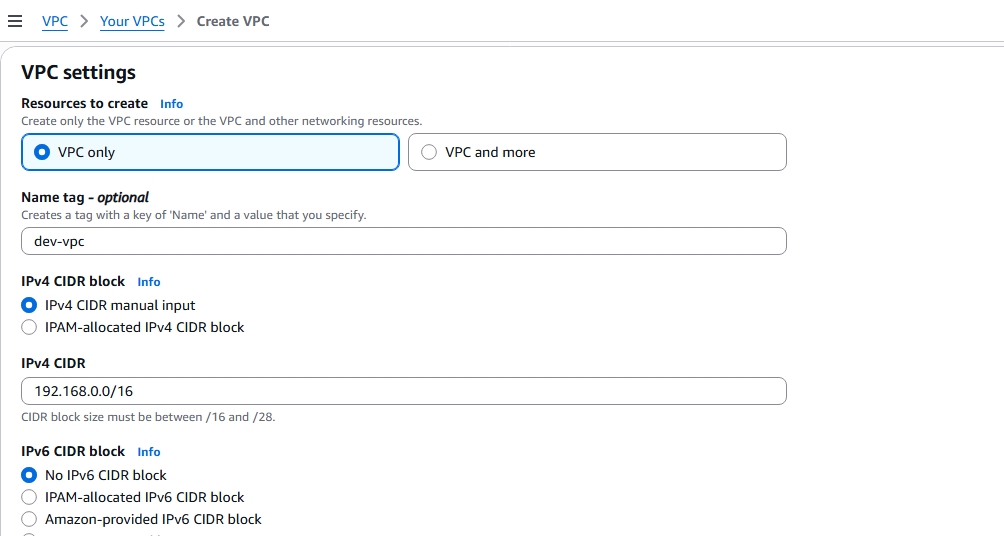 VPC > Your VPCs > Create VPC
VPC settings
Resources to create Info
Create only the VPC resource or the VPC and other networking resources.
VPC only VPC and more
Name tag - optional
Creates a tag with a key of 'Name' and a value that you specify.
dev-vpc
IPv4 CIDR block Info
IPv4 CIDR manual input
IPAM-allocated IPv4 CIDR block
IPv4 CIDR
192.168.0.0/16
CIDR block size must be between /16 and /28.
IPv6 CIDR block Info
No IPv6 CIDR block
IPAM-allocated IPv6 CIDR block
Amazon-provided IPv6 CIDR block